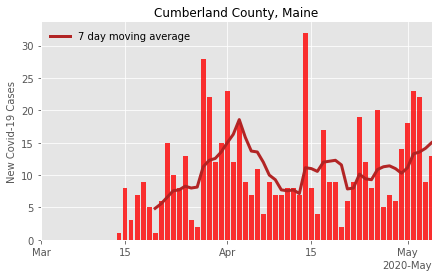 Cumberland County, Maine
7 day moving average
New Covid-19 Cases
30
25
20
15
10
5
0
Mar
15
Apr
15
May
2020-May